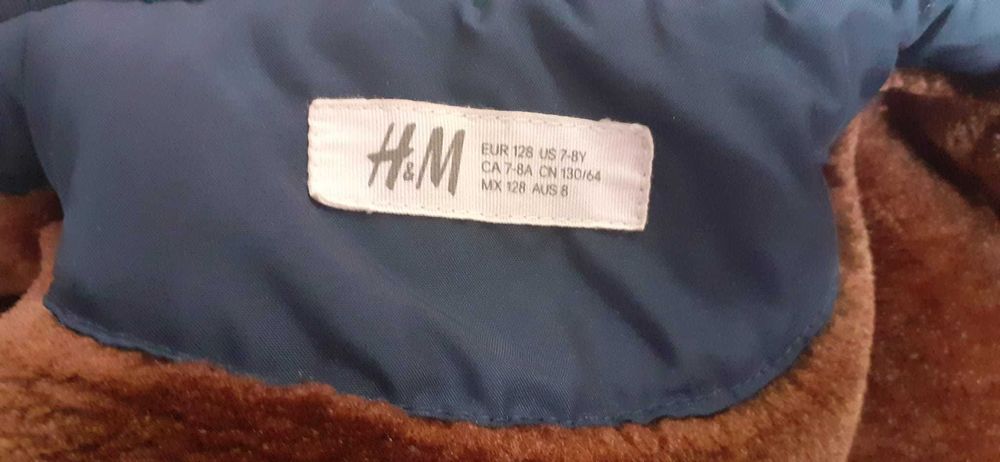 H&M
EUR 128 US 7-8Y
CA 7-8A CN 130/64
MX 128 AUS 8